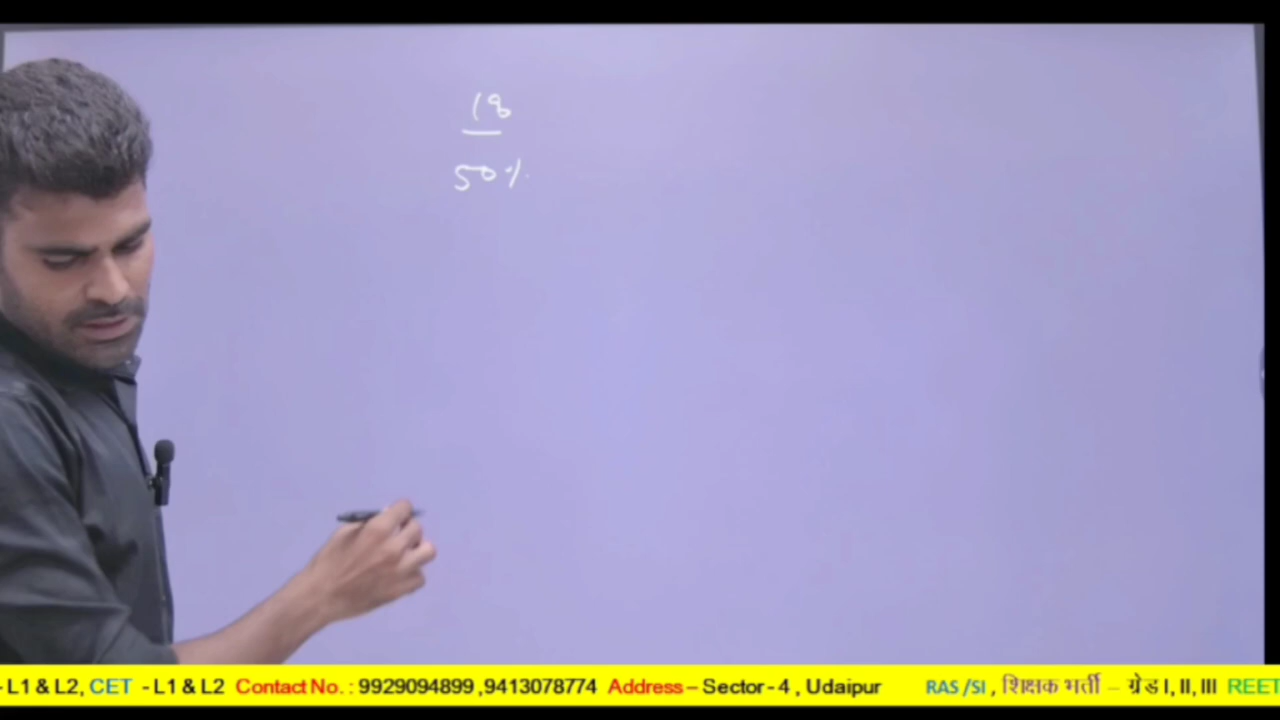 18
50%
- L1 & L2, CET - L1 & L2 Contact No. : 9929094899 ,9413078774 Address – Sector - 4 , Udaipur RAS /SI , शिक्षक भर्ती – ग्रेड I, II, III REET